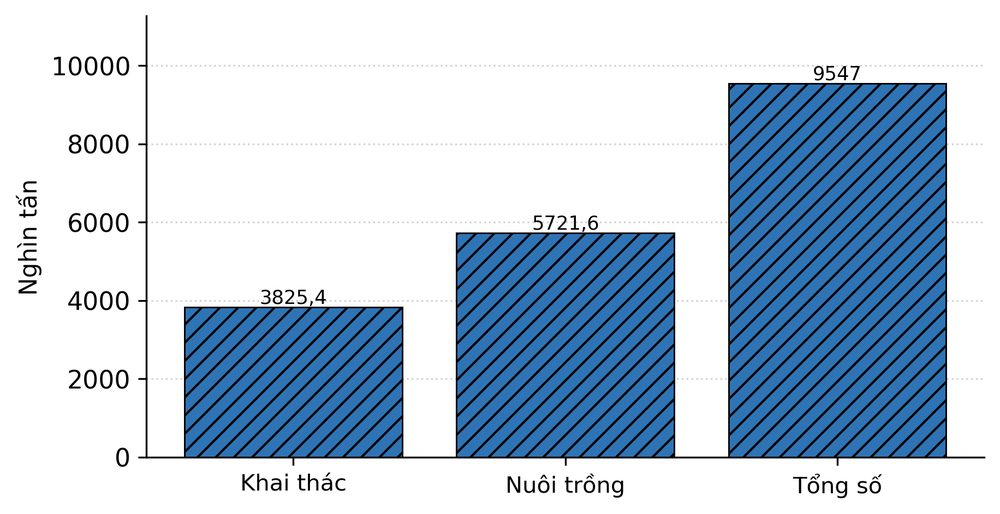 Nghìn tấn
10000
8000
6000
4000
2000
0
3825,4
5721,6
9547
Khai thác
Nuôi trồng
Tổng số